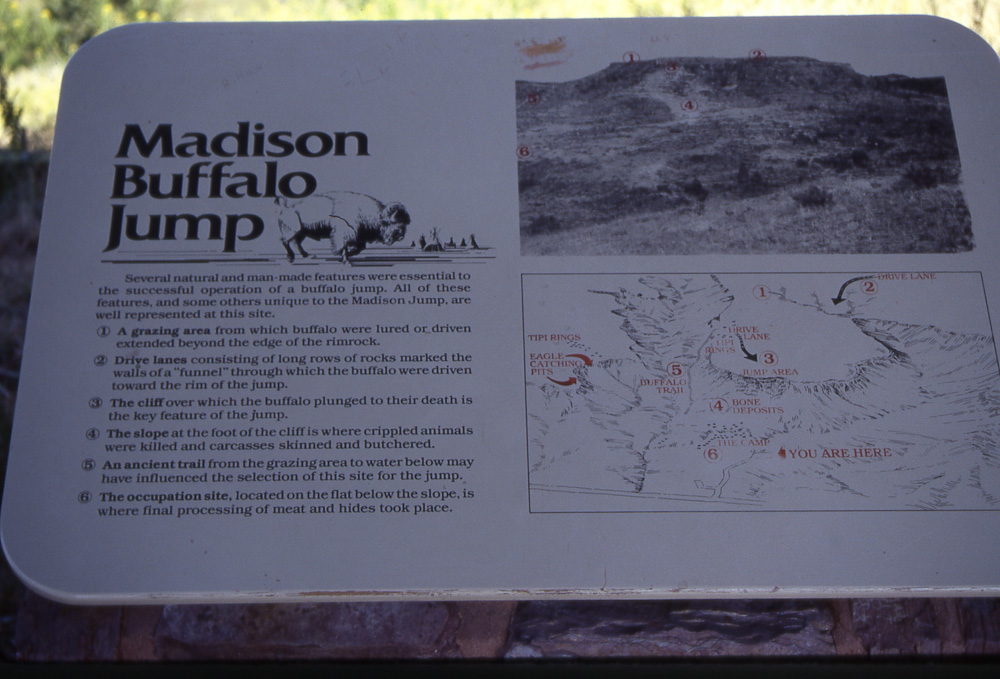 Madison
Buffalo
Jump
Several natural and man-made features were essential to
the successful operation of a buffalo jump. All of these
features, and some others unique to the Madison Jump, are
well represented at this site.
① A grazing area from which buffalo were lured or driven
extended beyond the edge of the rimrock.
② Drive lanes consisting of long rows of rocks marked the
walls of a "funnel" through which the buffalo were driven
toward the rim of the jump.
③ The cliff over which the buffalo plunged to their death is
the key feature of the jump.
④ The slope at the foot of the cliff is where crippled animals
were killed and carcasses skinned and butchered.
⑤ An ancient trail from the grazing area to water below may
have influenced the selection of this site for the jump.
⑥ The occupation site, located on the flat below the slope, is
where final processing of meat and hides took place.
① ②
③
⑤ ④
⑥
① ② DRIVE LANE
TIPI RINGS
EAGLE
CATCHING
PITS
TIPI
RINGS
DRIVE
LANE
③
JUMP AREA
⑤
BUFFALO
TRAIL
④ BONE
DEPOSITS
⑥ THE CAMP
YOU ARE HERE